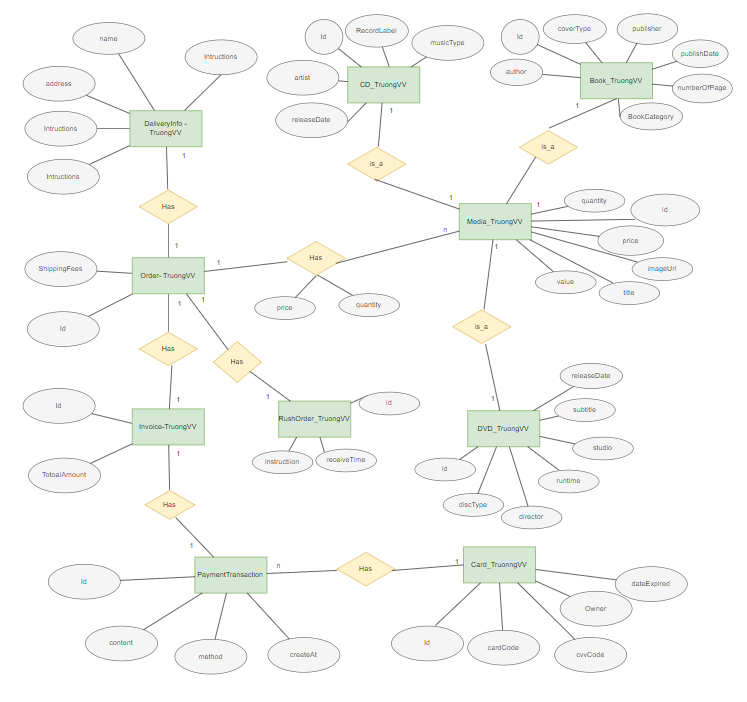 name
Id
RecordLabel
musicType
Id
coverType
publisher
publishDate
Intructions
artist
CD_TruongVV
author
Book_TruongVV
numberOfPage
address
releaseDate
1
1
BookCategory
Intructions
DeliveryInfo -
TruongVV
1
is_a
is_a
Intructions
Has
1
1
quantity
id
Media_TruongVV
n
1
price
1
Has
1
ShippingFees
Order- TruongVV
imageUrl
value
title
1
1
price
quantity
Id
is_a
Has
Has
releaseDate
Id
1
1
id
1
subtitle
Invoice-TruongVV
RushOrder_TruongVV
DVD_TruongVV
studio
1
TotoalAmount
instructiion
receiveTime
id
runtime
Has
discType
director
1
n
Has
1
Card_TruonngVV
Id
PaymentTransaction
dateExpired
Owner
content
method
createAt
Id
cardCode
cvvCode